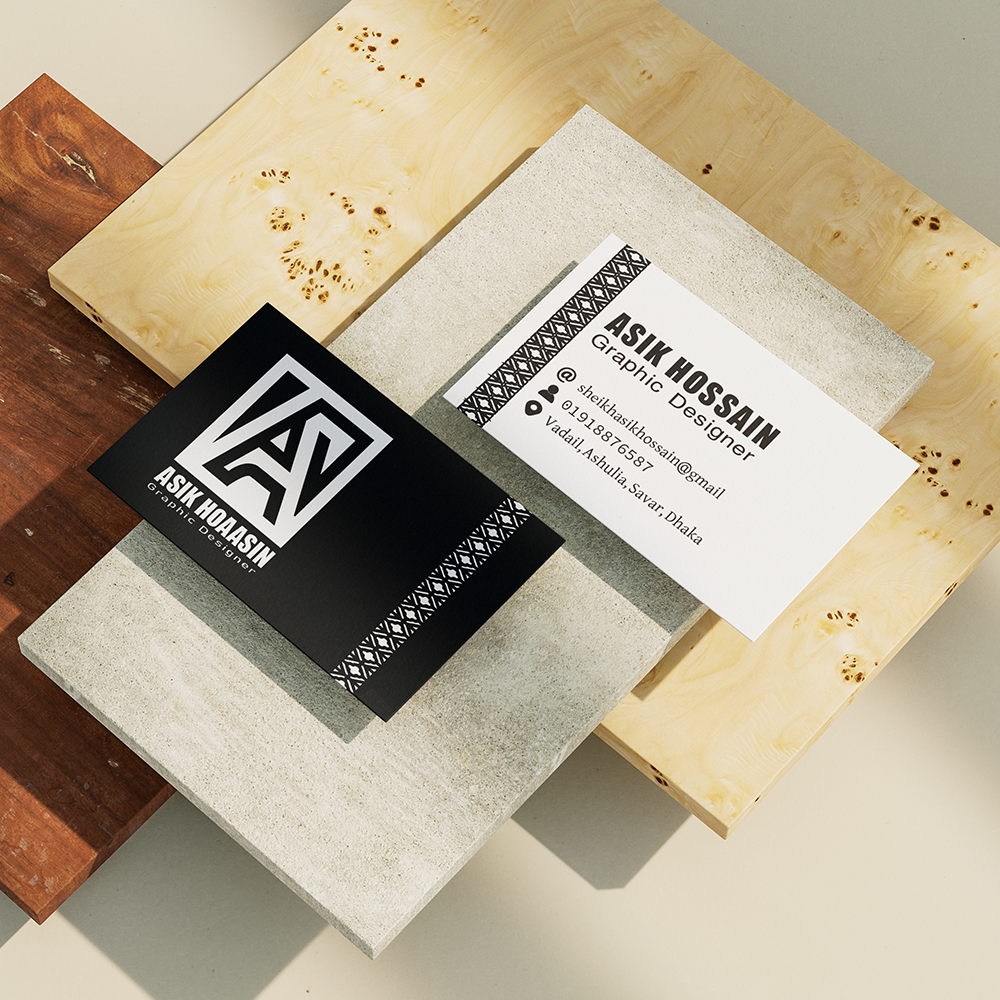 ASIK HOAASIN
Graphic Designer
ASIK HOSSAIN
Graphic Designer
sheikhasikhossain@gmail
01918876587
Vadail,Ashulia,Savar,Dhaka